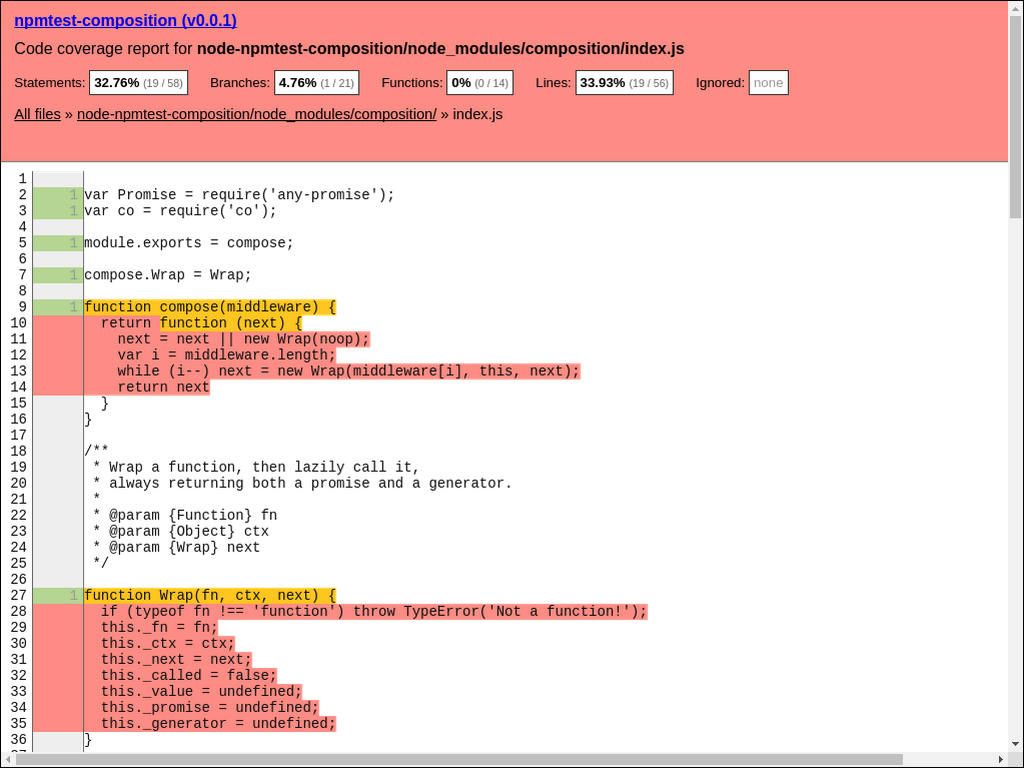 npmtest-composition (v0.0.1)
Code coverage report for node-npmtest-composition/node_modules/composition/index.js
Statements: 32.76% (19 / 58) Branches: 4.76% (1 / 21) Functions: 0% (0 / 14) Lines: 33.93% (19 / 56) Ignored: none
All files » node-npmtest-composition/node_modules/composition/ » index.js
1
2 1 var Promise = require('any-promise');
3 1 var co = require('co');
4
5 1 module.exports = compose;
6
7 1 compose.Wrap = Wrap;
8
9 1 function compose(middleware) {
10   return function (next) {
11     next = next || new Wrap(noop);
12     var i = middleware.length;
13     while (i--) next = new Wrap(middleware[i], this, next);
14     return next
15   }
16 }
17
18 /**
19  * Wrap a function, then lazily call it,
20  * always returning both a promise and a generator.
21  *
22  * @param {Function} fn
23  * @param {Object} ctx
24  * @param {Wrap} next
25  */
26
27 1 function Wrap(fn, ctx, next) {
28   if (typeof fn !== 'function') throw TypeError('Not a function!');
29   this._fn = fn;
30   this._ctx = ctx;
31   this._next = next;
32   this._called = false;
33   this._value = undefined;
34   this._promise = undefined;
35   this._generator = undefined;
36 }